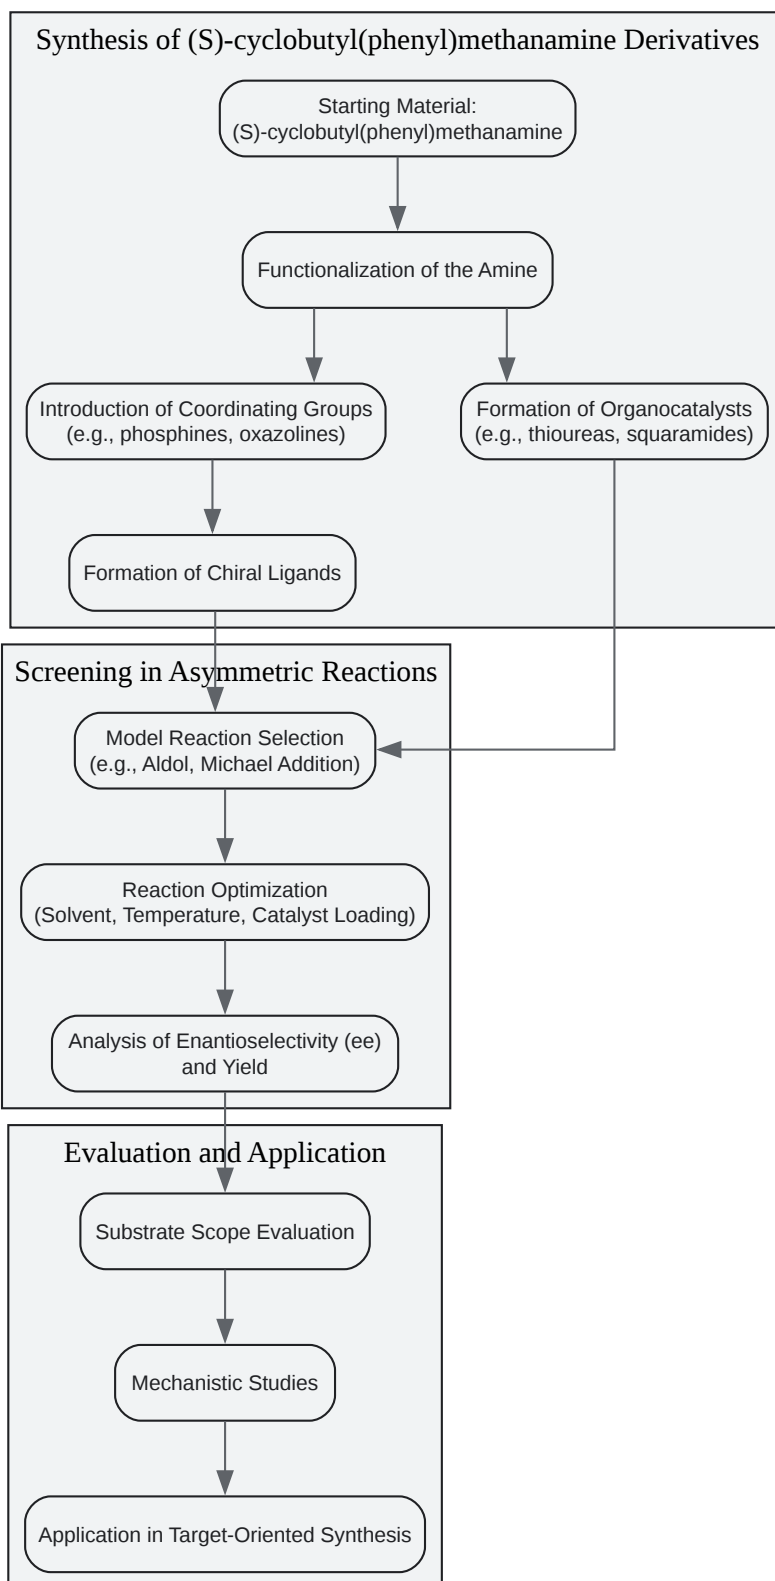 Synthesis of (S)-cyclobutyl(phenyl)methanamine Derivatives
Starting Material:
(S)-cyclobutyl(phenyl)methanamine
Functionalization of the Amine
Introduction of Coordinating Groups
(e.g., phosphines, oxazolines)
Formation of Organocatalysts
(e.g., thioureas, squaramides)
Formation of Chiral Ligands
Screening in Asymmetric Reactions
Model Reaction Selection
(e.g., Aldol, Michael Addition)
Reaction Optimization
(Solvent, Temperature, Catalyst Loading)
Analysis of Enantioselectivity (ee)
and Yield
Evaluation and Application
Substrate Scope Evaluation
Mechanistic Studies
Application in Target-Oriented Synthesis